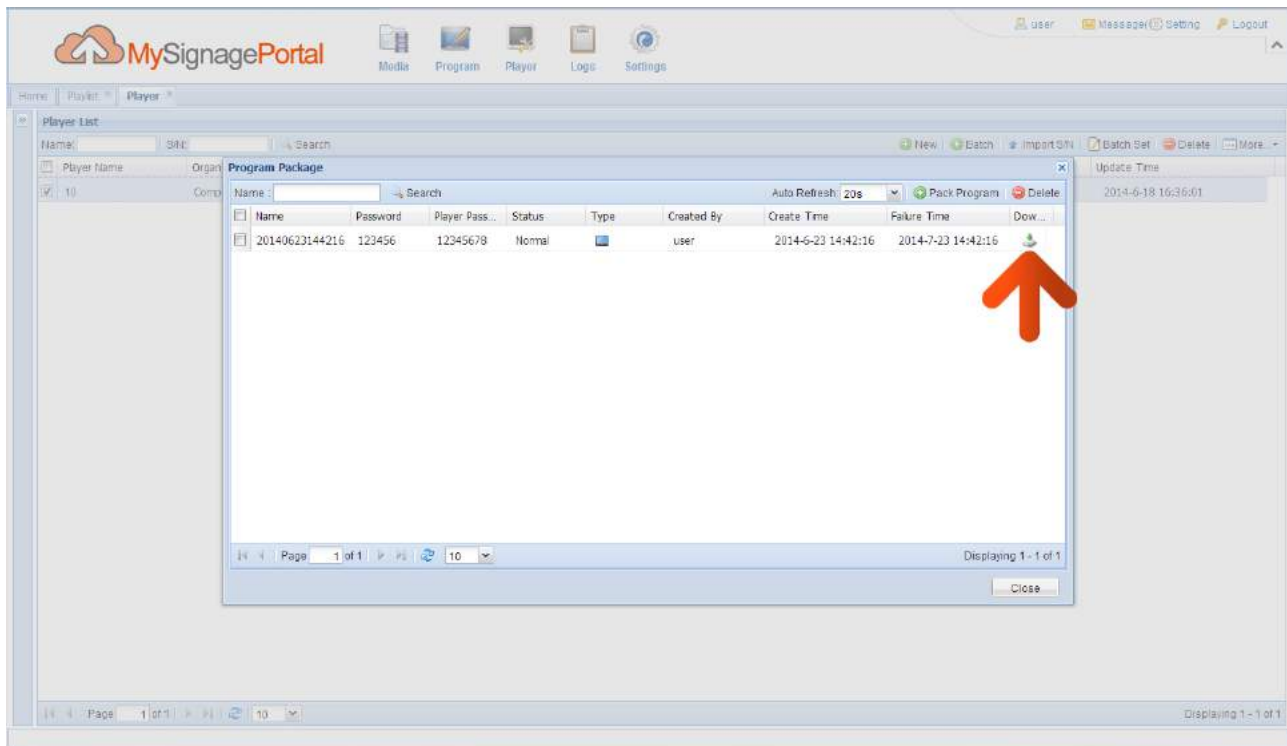 user Message( Setting Logout
MySignagePortal
Media Program Player Logs Settings
Home Playlist Player
Player List
Name: S/N: Search New Batch Import S/N Batch Set Delete More
Player Name Organ Update Time
10 Comp 2014-6-18 16:36:01
Program Package
Name : Search Auto Refresh: 20s Pack Program Delete
Name Password Player Pass... Status Type Created By Create Time Failure Time Dow...
20140623144216 123456 12345678 Normal user 2014-6-23 14:42:16 2014-7-23 14:42:16
Page 1 of 1 10 Displaying 1 - 1 of 1
Close
Page 1 of 1 10 Displaying 1 - 1 of 1